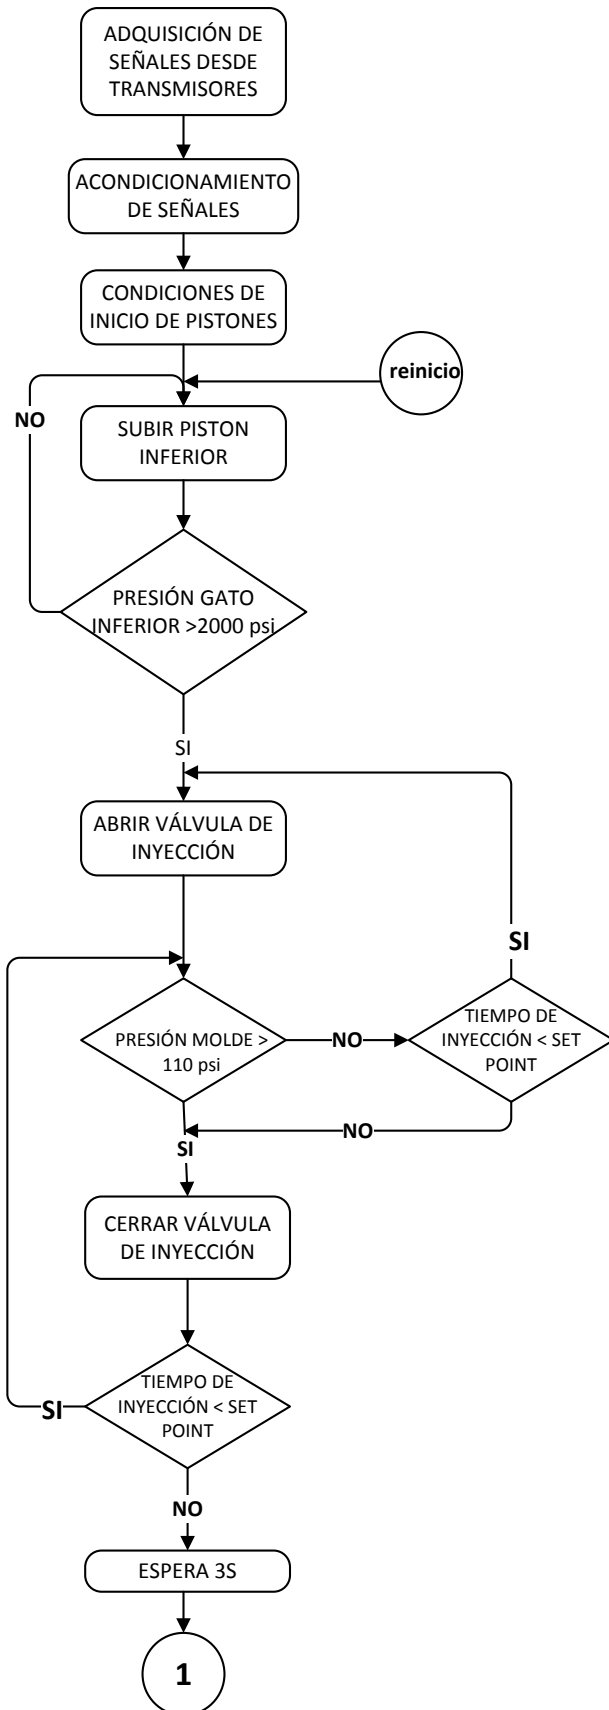 ADQUISICIÓN DE
SEÑALES DESDE
TRANSMISORES
ACONDICIONAMIENTO
DE SEÑALES
CONDICIONES DE
INICIO DE PISTONES
reinicio
NO
SUBIR PISTON
INFERIOR
PRESIÓN GATO
INFERIOR >2000 psi
SI
ABRIR VÁLVULA DE
INYECCIÓN
SI
PRESIÓN MOLDE >
110 psi
NO
TIEMPO DE
INYECCIÓN < SET
POINT
NO
SI
CERRAR VÁLVULA
DE INYECCIÓN
TIEMPO DE
INYECCIÓN < SET
POINT
SI
NO
ESPERA 3S
1